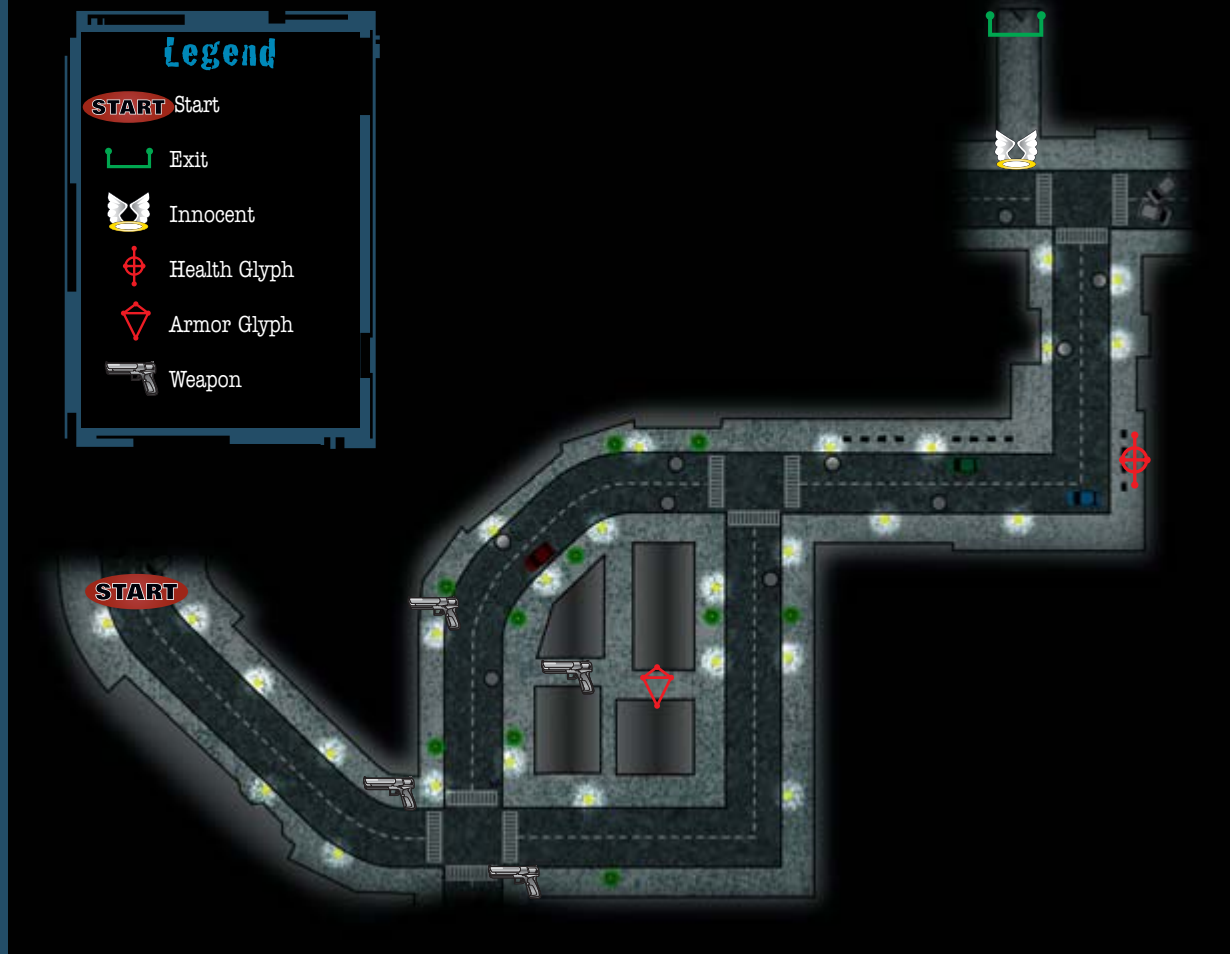 Legend
START Start
Exit
Innocent
Health Glyph
Armor Glyph
Weapon
START